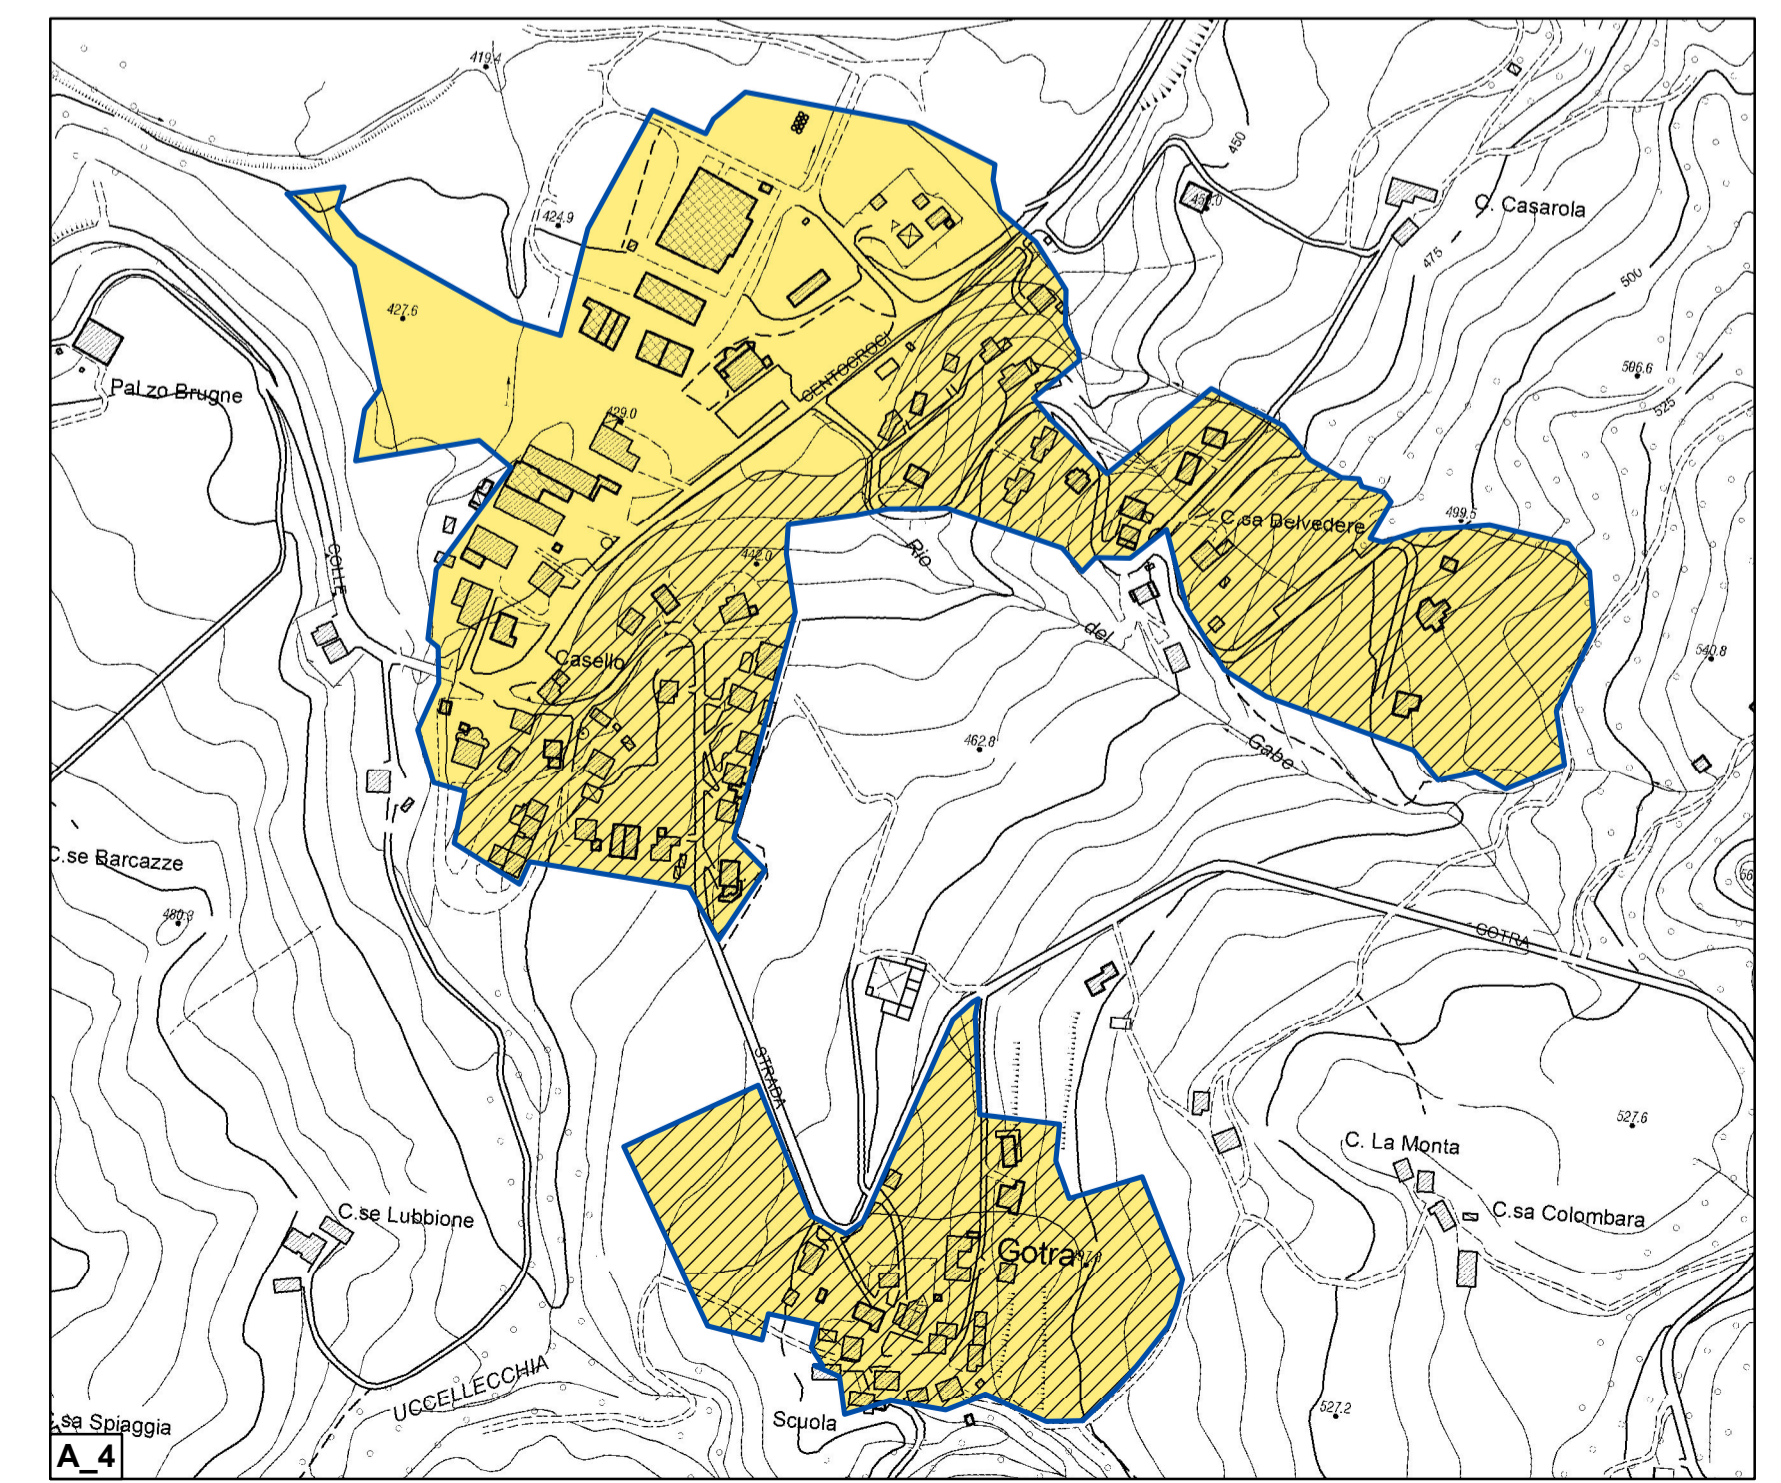 419.4
450
C. Casarola
424.9
475
500
427.6
506.6
CENTOCROCI
525
Pal.zo Brugne
429.0
499.5
C.sa Belvedere
Rio
442.0
COLLE
del
540.8
Casello
462.8
Gabe
C.se Barcazze
480.3
GOTRA
STRADA
527.6
C. La Monta
C.se Lubbione
C.sa Colombara
Gotra
UCCELLECCHIA
527.2
Scuola
sa Spiaggia
A_4